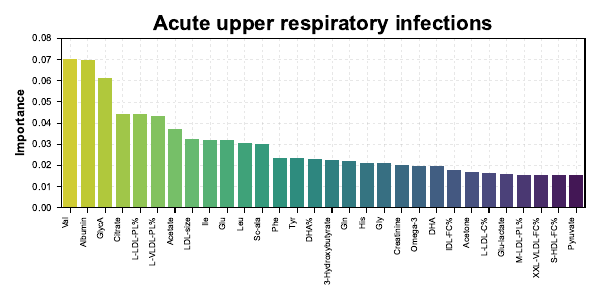 Acute upper respiratory infections
Importance
0.08
0.07
0.06
0.05
0.04
0.03
0.02
0.01
0.00
Val
Albumin
GlycA
Citrate
L-LDL-PL%
L-VLDL-PL%
Acetate
LDL-size
Ile
Glu
Leu
Sc-ala
Phe
Tyr
DHA%
3-Hydroxybutyrate
Gln
His
Gly
Creatinine
Omega-3
DHA
IDL-FC%
Acetone
L-LDL-C%
Glu-lactate
M-LDL-PL%
XXL-VLDL-FC%
S-HDL-FC%
Pyruvate